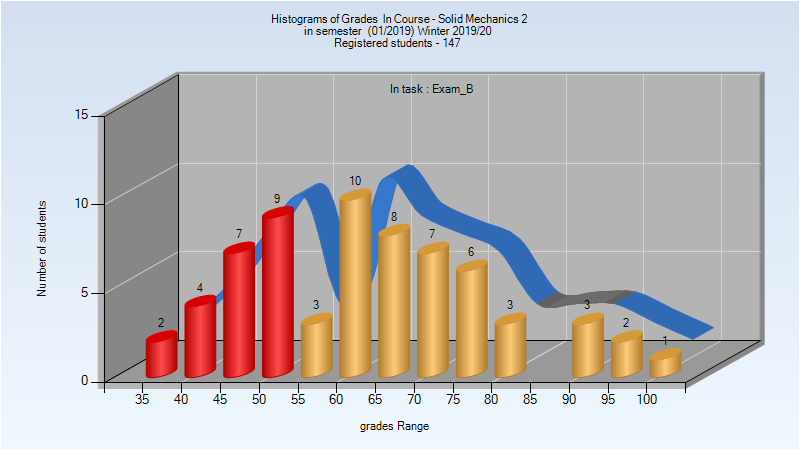 Histograms of Grades  In Course - Solid Mechanics 2
in semester  (01/2019) Winter 2019/20
Registered students - 147
In task : Exam_B
15
10
5
0
Number of students
2
4
7
9
3
10
8
7
6
3
3
2
1
35 40 45 50 55 60 65 70 75 80 85 90 95 100
grades Range